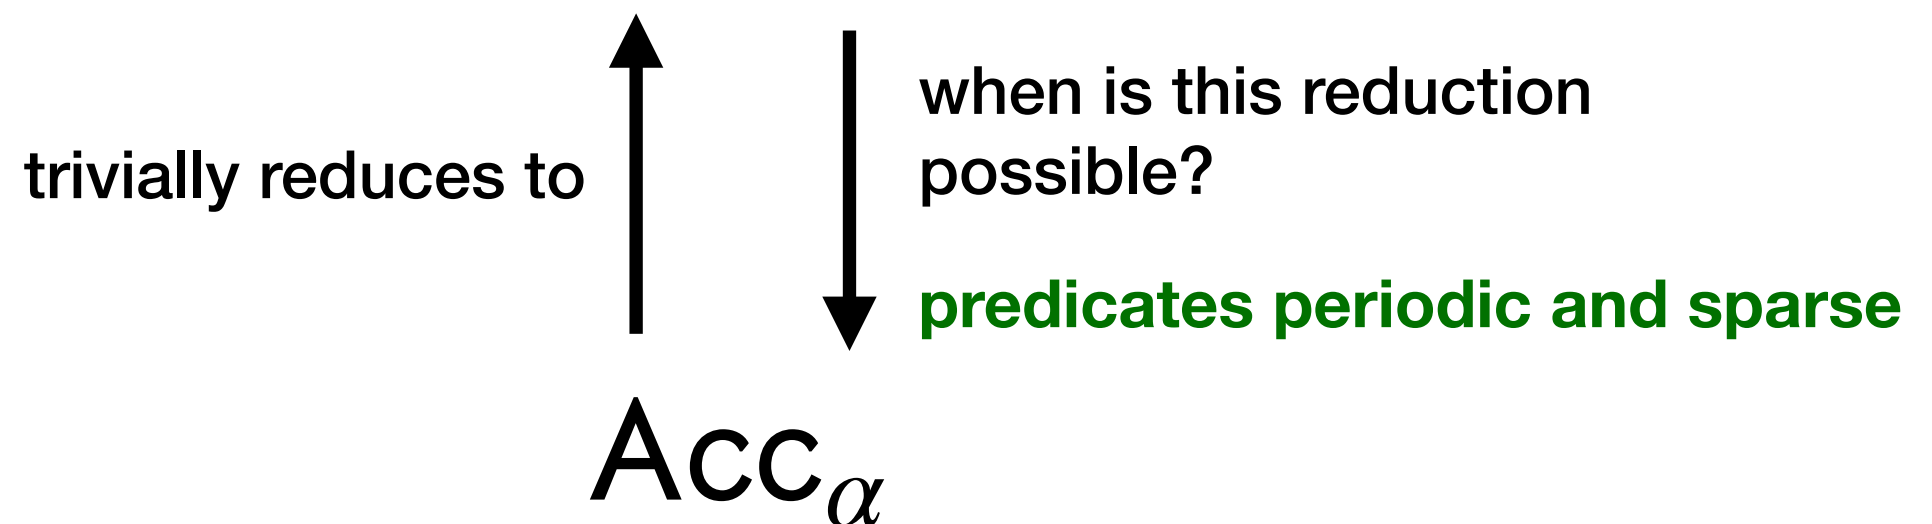 when is this reduction
trivially reduces to
possible?
predicates periodic and sparse
Acc_α